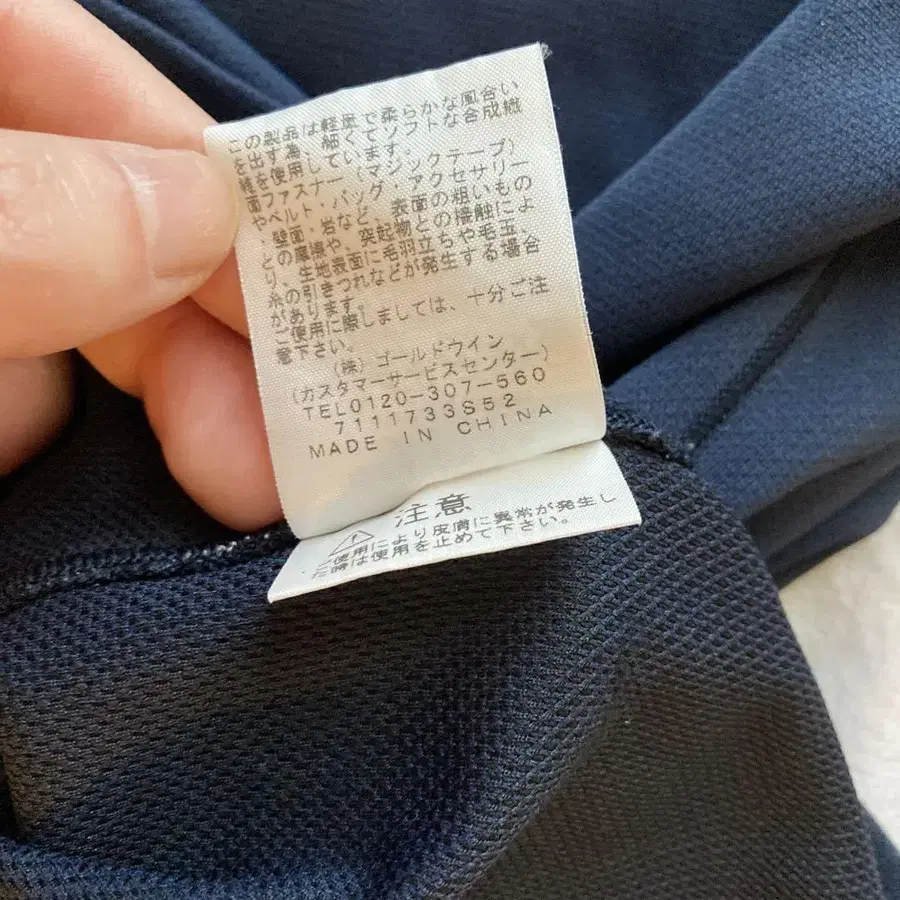 この製品は軽量で柔らかな風合い
を出す為、細くてソフトな合成繊
維を使用しています。
面ファスナー(マジックテープ)
やベルト・バッグ・アクセサリー
、壁面・岩など、表面の粗いもの
との摩擦や、突起物との接触によ
り、生地表面に毛羽立ちや毛玉、
糸の引きつれなどが発生する場合
があります。
ご使用に際しましては、十分ご注
意下さい。
(株)ゴールドウイン
(カスタマーサービスセンター)
TEL0120-307-560
7111733S52
MADE IN CHINA
注意
ご使用により皮膚に異常が発生し
た時は使用を止めて下さい。